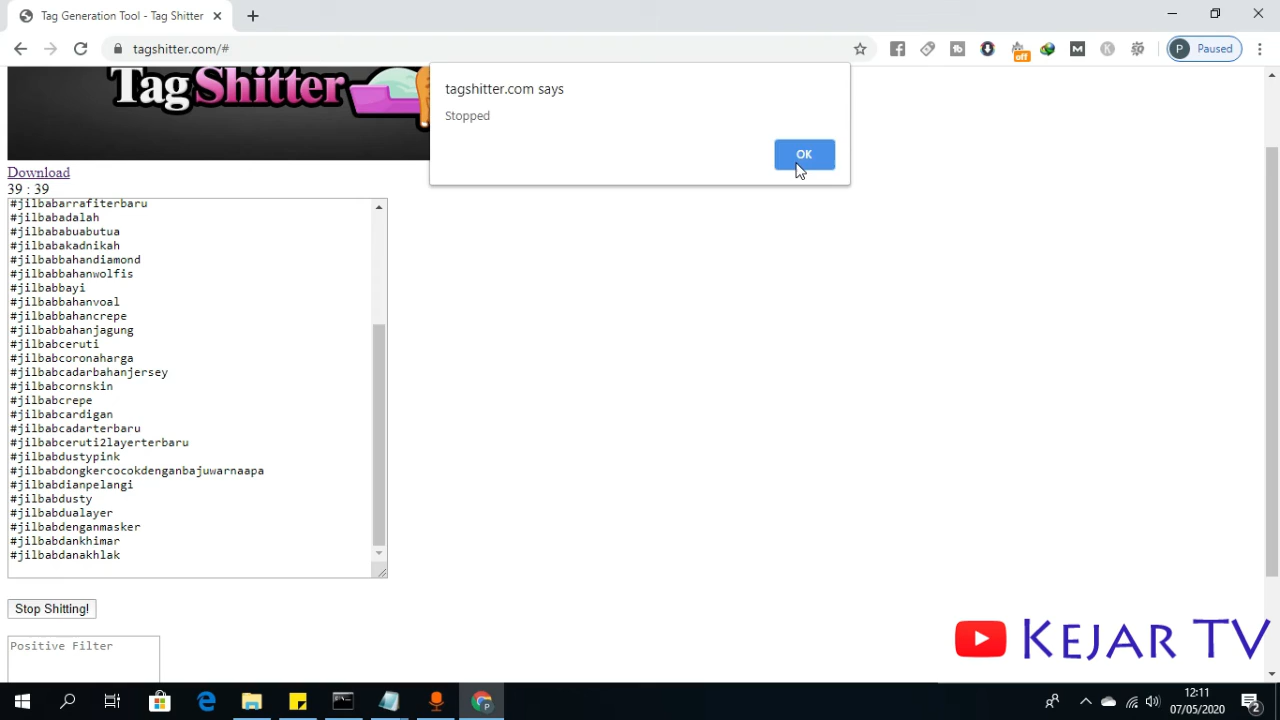 Tag Generation Tool - Tag Shitter
tagshitter.com/#
off
P
Paused
TagShitter
tagshitter.com says
Stopped
OK
Download
39 : 39
#jilbabarrafiterbaru
#jilbabadalah
#jilbababuabutua
#jilbabakadnikah
#jilbabbahandiamond
#jilbabbahanwolfis
#jilbabbayi
#jilbabbahanvoal
#jilbabbahancrepe
#jilbabbahanjagung
#jilbabceruti
#jilbabcoronaharga
#jilbabcadarbahanjersey
#jilbabcornskin
#jilbabcrepe
#jilbabcardigan
#jilbabcadarterbaru
#jilbabceruti2layerterbaru
#jilbabdustypink
#jilbabdongkercocokdenganbajuwarnaapa
#jilbabdianpelangi
#jilbabdusty
#jilbabdualayer
#jilbabdenganmasker
#jilbabdankhimar
#jilbabdanakhlak
Stop Shitting!
Positive Filter
KEJAR TV
12:11
07/05/2020
2